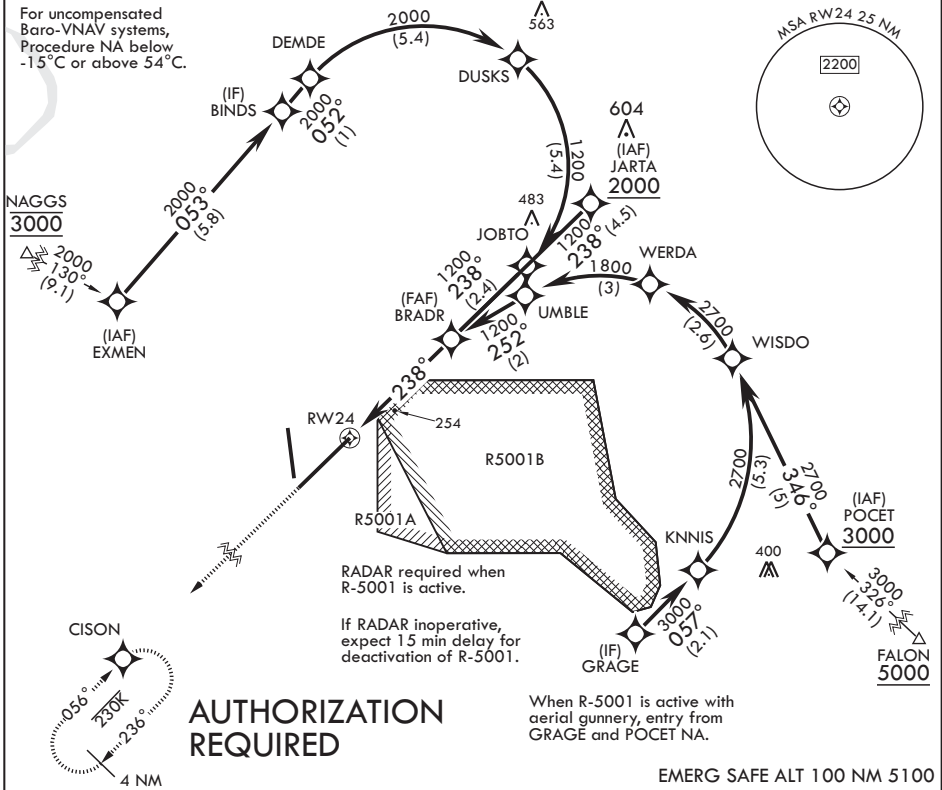 For uncompensated
Baro-VNAV systems,
Procedure NA below
-15°C or above 54°C.
2000
(5.4)
563
DEMDE
DUSKS
(IF)
BINDS
2000
052°
(1)
MSA RW24 25 NM
2200
604
(IAF)
JARTA
2000
1200
(5.4)
483
JOBTO
1200
238°
(4.5)
NAGGS
3000
2000
053°
(5.8)
2000
130°
(9.1)
(IAF)
EXMEN
1200
238°
(2.4)
WERDA
1800
(3)
UMBLE
(FAF)
BRADR
1200
252°
(2)
2700
(2.6)
WISDO
238°
RW24
254
R5001B
R5001A
2700
(5.3)
2700
346°
(5)
(IAF)
POCET
3000
KNNIS
400
3000
326°
(14.1)
FALON
5000
3000
057°
(2.1)
(IF)
GRAGE
RADAR required when
R-5001 is active.
If RADAR inoperative,
expect 15 min delay for
deactivation of R-5001.
CISON
056°
230K
236°
4 NM
AUTHORIZATION
REQUIRED
When R-5001 is active with
aerial gunnery, entry from
GRAGE and POCET NA.
EMERG SAFE ALT 100 NM 5100